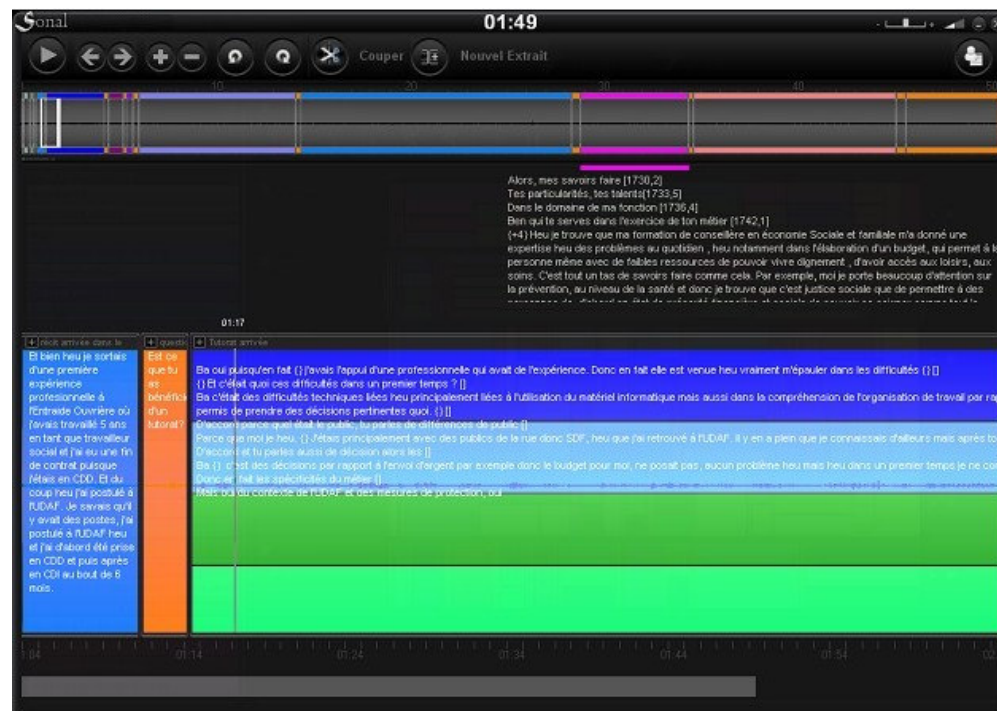 Sonal
01:49
Couper
Nouvel Extrait
10
20
30
40
50
Alors, mes savoirs faire [1730,2]
Tes particularités, tes talents[1733,5]
Dans le domaine de ma fonction [1736,4]
Ben qui te serves dans l'exercice de ton métier [1742,1]
(+4) Heu je trouve que ma formation de conseillère en économie Sociale et familiale m'a donné une
expertise heu des problèmes au quotidien , heu notamment dans l'élaboration d'un budget, qui permet à la
personne même avec de faibles ressources de pouvoir vivre dignement , d'avoir accès aux loisirs, aux
soins. C'est tout un tas de savoirs faire comme cela. Par exemple, moi je porte beaucoup d'attention sur
la prévention, au niveau de la santé et donc je trouve que c'est justice sociale que de permettre à des
01:17
récit arrivée dans le
Et bien heu je sortais
d'une première
expérience
profesionnelle à
l'Entraide Ouvrière où
j'avais travaillé 5 ans
en tant que travailleur
social et j'ai eu une fin
de contrat puisque
j'étais en CDD. Et du
coup heu j'ai postulé à
l'UDAF. Je savais qu'il
y avait des postes, j'ai
postulé à l'UDAF heu
et j'ai d'abord été prise
en CDD et puis après
en CDI au bout de 6
mois.
questi
Est ce
que tu
as
bénéfici
d'un
tutorat?
Tutorat arrivée
Ba oui puisqu'en fait () j'avais l'appui d'une professionnelle qui avait de l'expérience. Donc en fait elle est venue heu vraiment m'épauler dans les difficultés () []
() Et c'était quoi ces difficultés dans un premier temps ? []
Ba c'était des difficultés techniques liées heu principalement liées à l'utilisation du matériel informatique mais aussi dans la compréhension de l'organisation de travail par rap
permis de prendre des décisions pertinentes quoi. () []
D'accord parce quel était le public, tu parles de différences de public []
Parce que moi je heu, () J'étais principalement avec des publics de la rue donc SDF, heu que j'ai retrouvé à l'UDAF. Il y en a plein que je connaissais d'ailleurs mais après to
D'accord et tu parles aussi de décision alors les []
Ba () c'est des décisions par rapport à l'envoi d'argent par exemple donc le budget pour moi, ne posait pas, aucun problème heu mais heu dans un premier temps je ne co
Donc en fait les spécificités du métier []
Mais oui du contexte de l'UDAF et des mesures de protection, oui
1:04
01:14
01:24
01:34
01:44
01:54
02